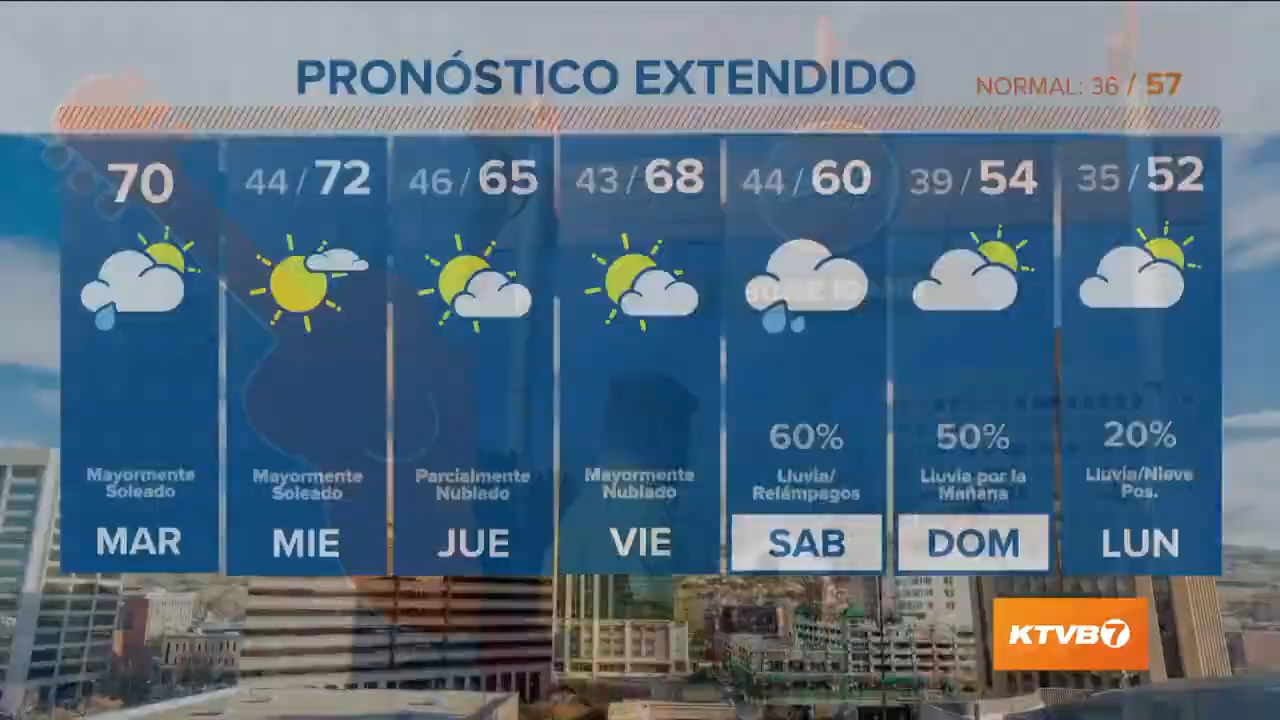 PRONÓSTICO EXTENDIDO
NORMAL: 36 / 57
70
44 / 72
46 / 65
43 / 68
44 / 60
39 / 54
35 / 52
60%
50%
20%
Mayormente
Soleado
Mayormente
Soleado
Parcialmente
Nublado
Mayormente
Nublado
Lluvia/
Relámpagos
Lluvia por la
Mañana
Lluvia/Nieve
Pos.
MAR
MIE
JUE
VIE
SAB
DOM
LUN
KTVB7